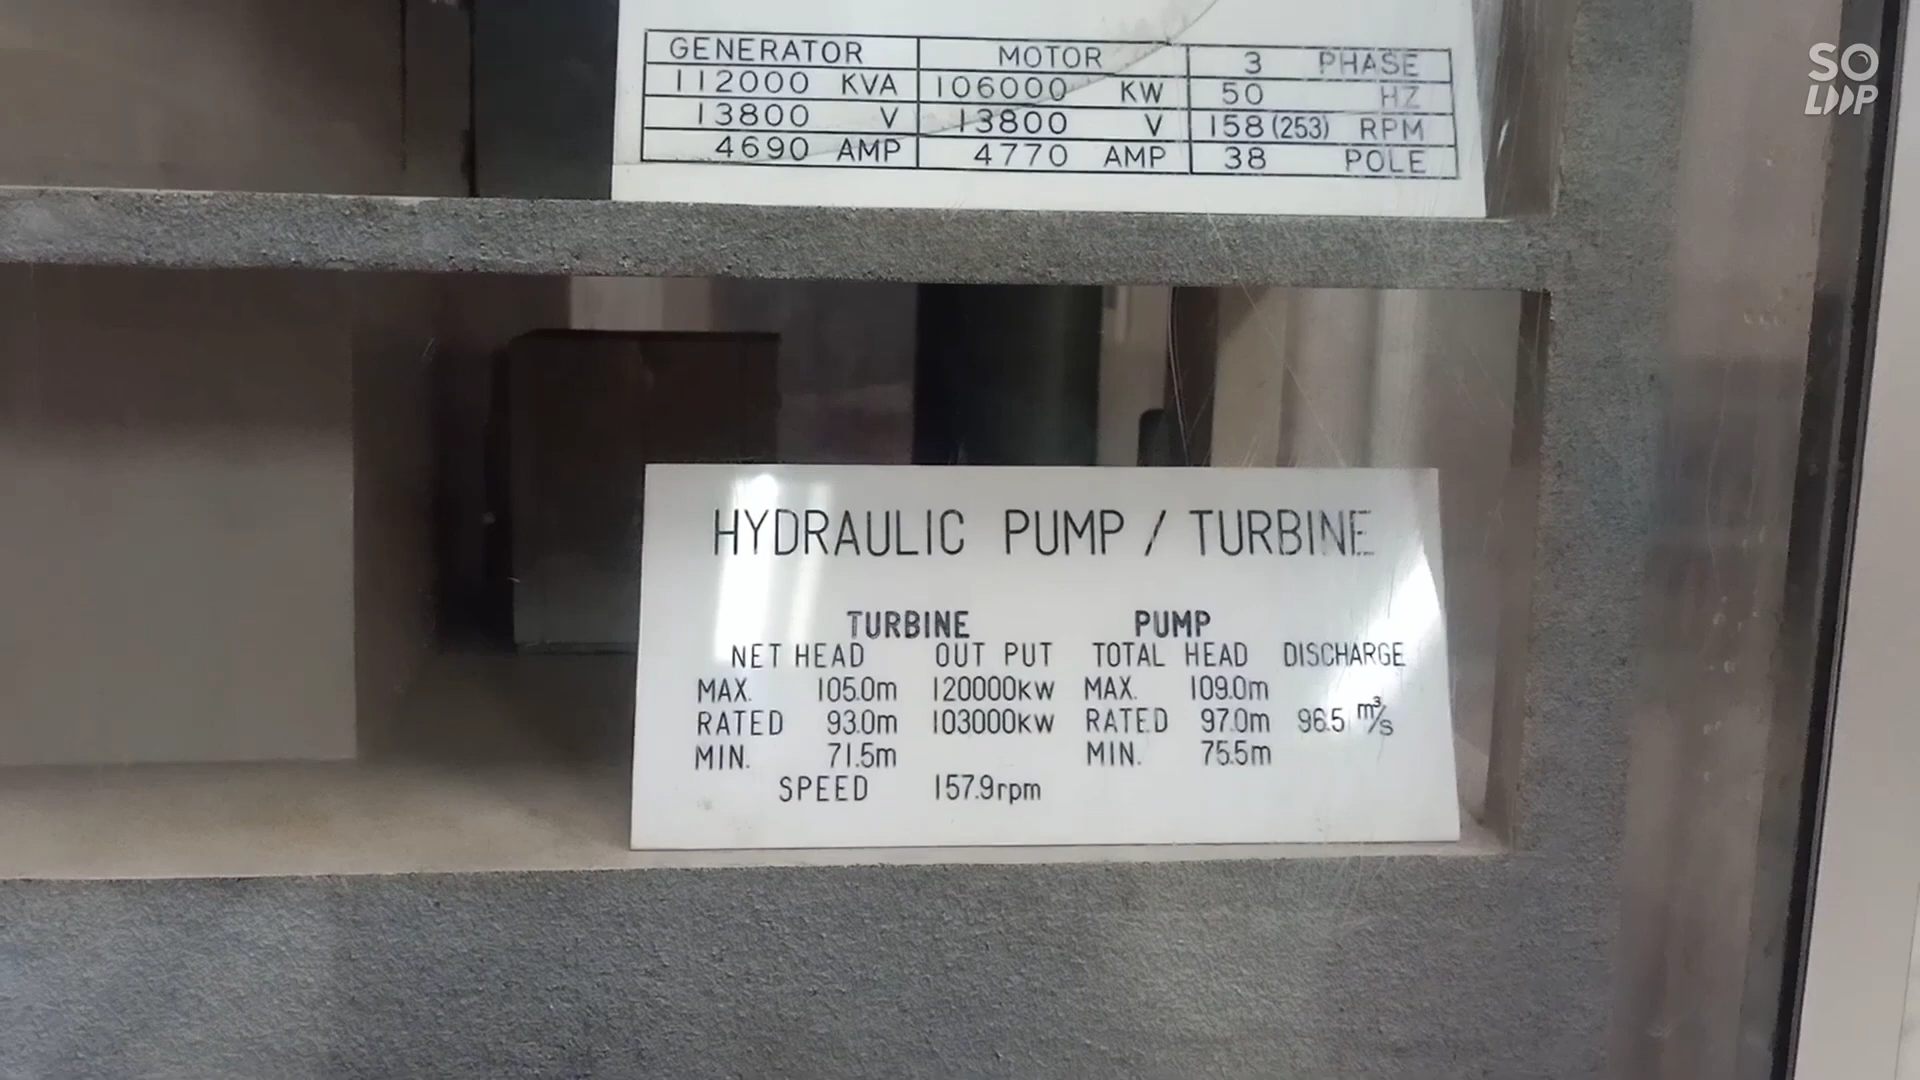 GENERATOR MOTOR 3 PHASE
112000 KVA 106000 KW 50 HZ
13800 V 13800 V 158 (253) RPM
4690 AMP 4770 AMP 38 POLE
HYDRAULIC PUMP / TURBINE
TURBINE PUMP
NET HEAD OUT PUT TOTAL HEAD DISCHARGE
MAX. 105.0m 120000KW MAX. 109.0m
RATED 93.0m 103000KW RATED 97.0m 96.5 m³/s
MIN. 71.5m MIN. 75.5m
SPEED 157.9rpm
SO
LOOP